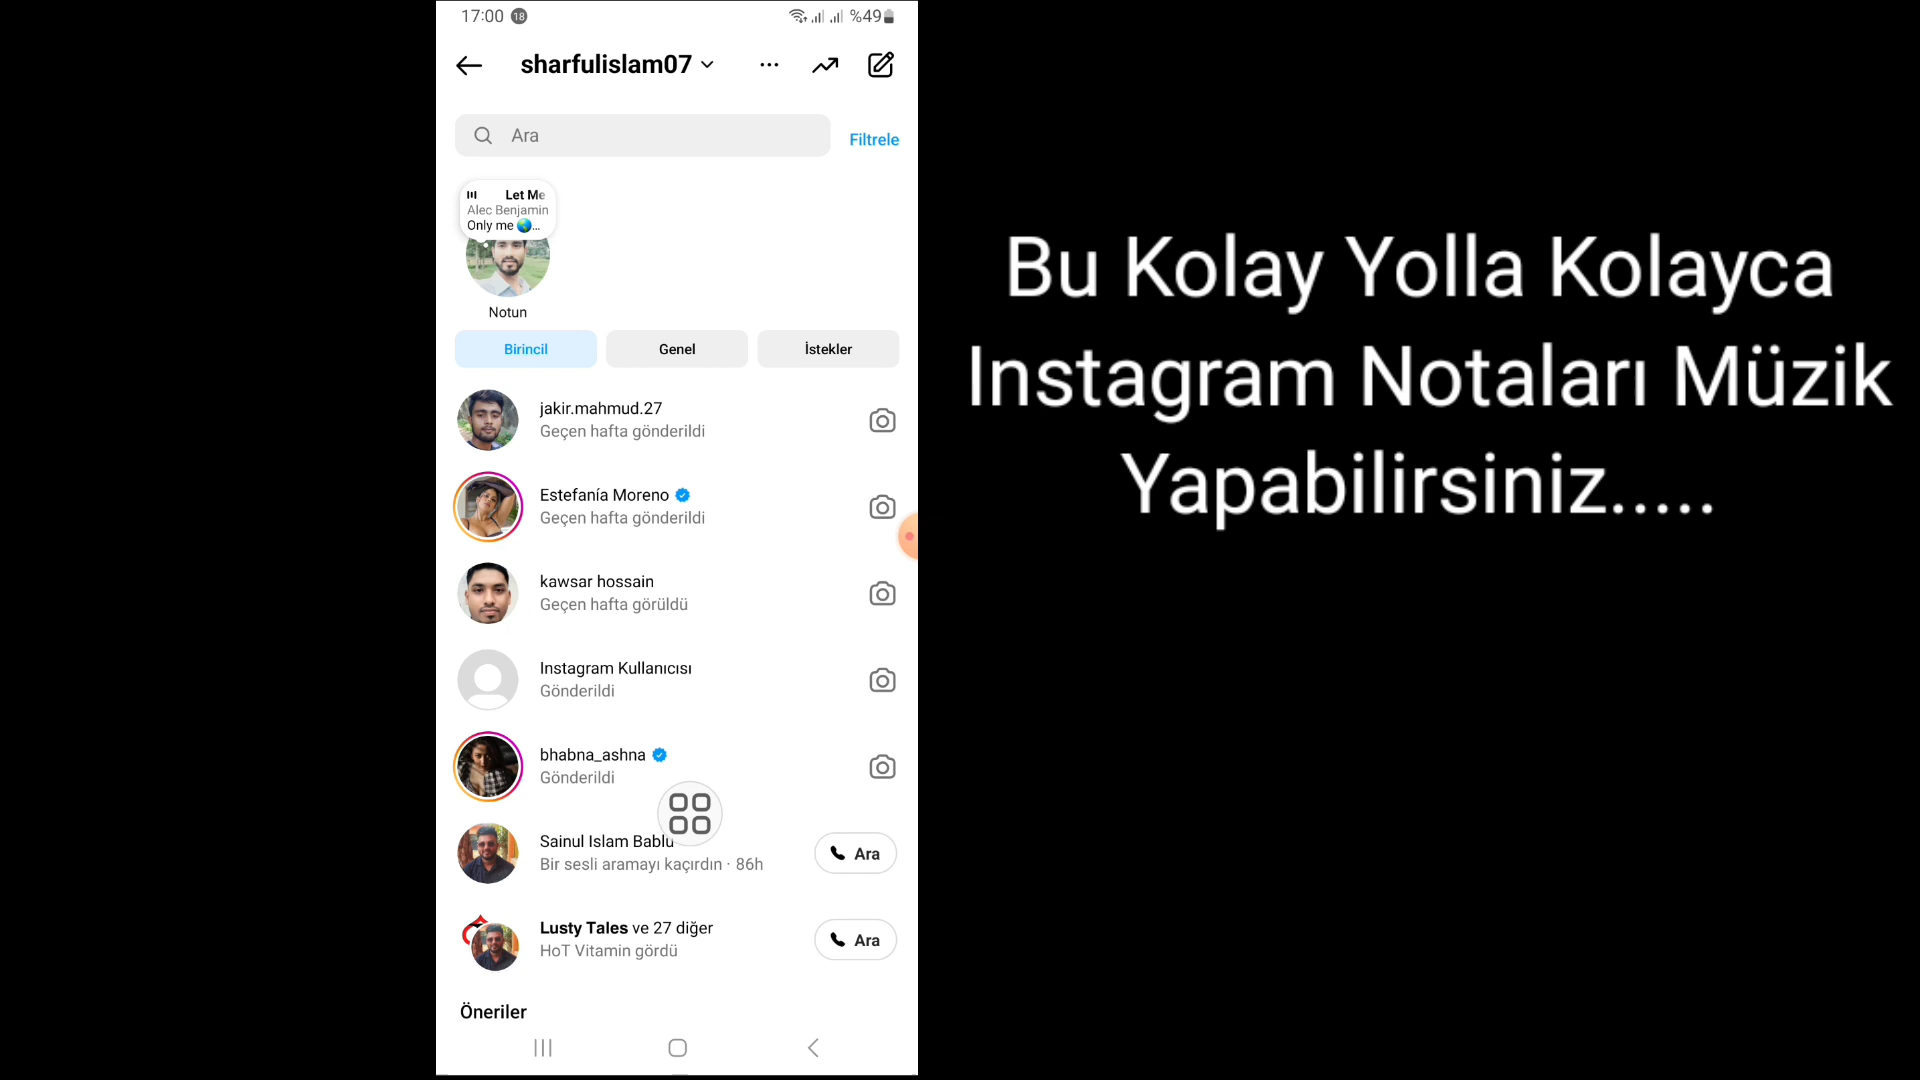 17:00 18 %49
sharfulislam07
Ara
Filtrele
Let Me
Alec Benjamin
Only me 🌏...
Notun
Birincil Genel İstekler
jakir.mahmud.27
Geçen hafta gönderildi
Estefanía Moreno
Geçen hafta gönderildi
kawsar hossain
Geçen hafta görüldü
Instagram Kullanıcısı
Gönderildi
bhabna_ashna
Gönderildi
Sainul Islam Bablu
Bir sesli aramayı kaçırdın · 86h
Ara
Lusty Tales ve 27 diğer
HoT Vitamin gördü
Ara
Öneriler
Bu Kolay Yolla Kolayca
Instagram Notaları Müzik
Yapabilirsiniz.....